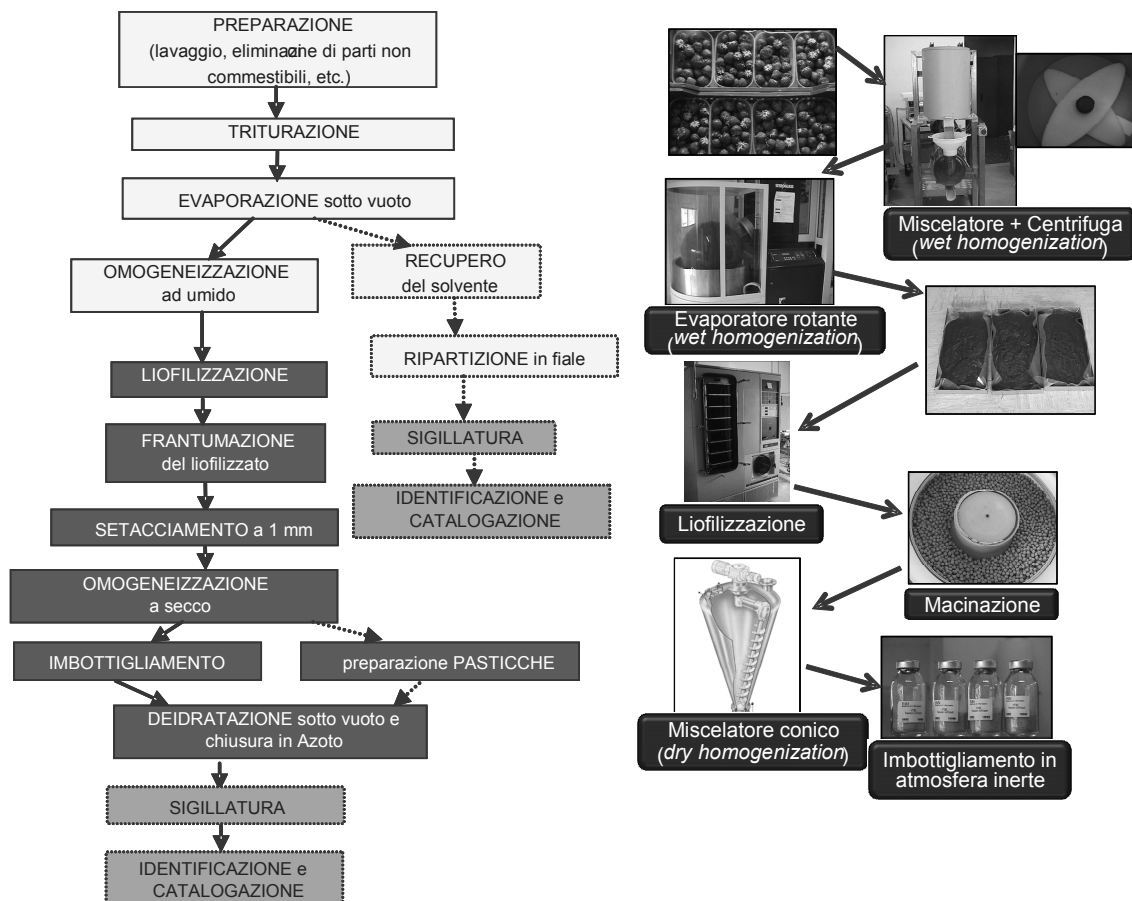 PREPARAZIONE
(lavaggio, eliminazione di parti non
commestibili, etc.)
TRITURAZIONE
EVAPORAZIONE sotto vuoto
OMOGENEIZZAZIONE
ad umido
RECUPERO
del solvente
RIPARTIZIONE in fiale
LIOFILIZZAZIONE
FRANTUMAZIONE
del liofilizzato
SIGILLATURA
IDENTIFICAZIONE e
CATALOGAZIONE
SETACCIAMENTO a 1 mm
OMOGENEIZZAZIONE
a secco
IMBOTTIGLIAMENTO
preparazione PASTICCHE
DEIDRATAZIONE sotto vuoto e
chiusura in Azoto
SIGILLATURA
IDENTIFICAZIONE e
CATALOGAZIONE
Miscelatore + Centrifuga
(wet homogenization)
Evaporatore rotante
(wet homogenization)
Liofilizzazione
Macinazione
Miscelatore conico
(dry homogenization)
Imbottigliamento in
atmosfera inerte